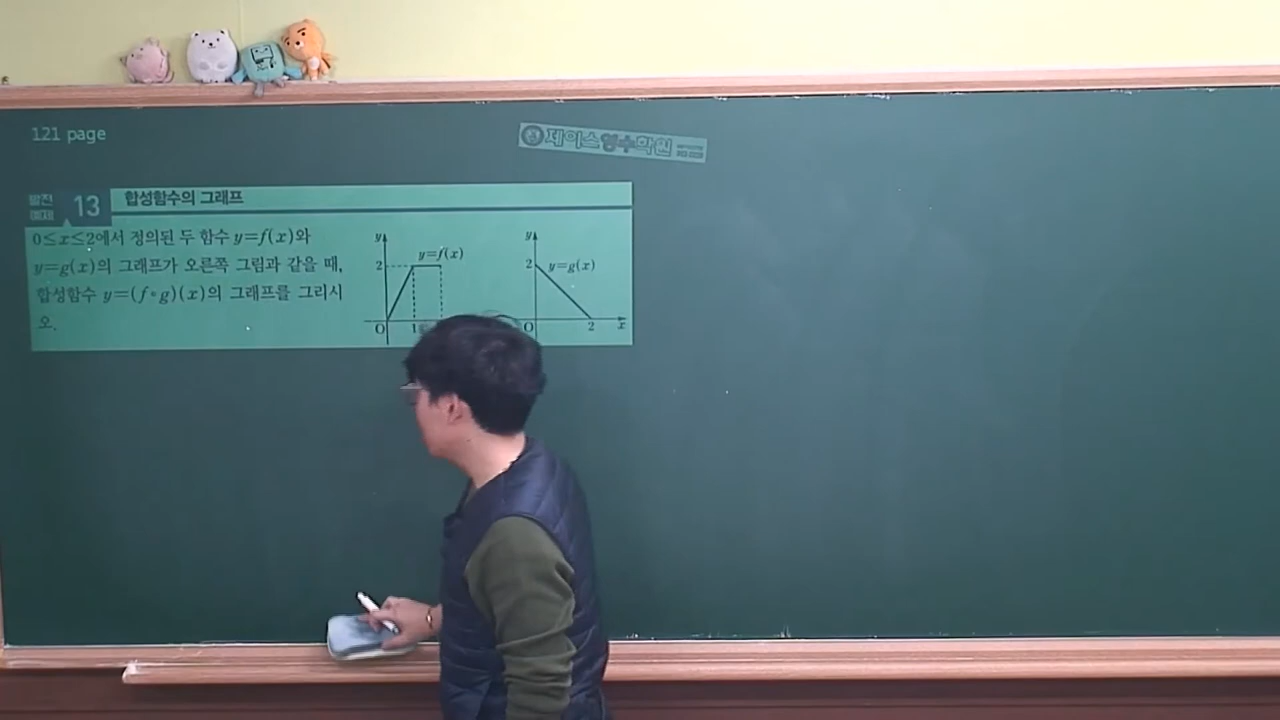 121 page
제이스영수학원
발전
예제 13 합성함수의 그래프
0≤x≤2에서 정의된 두 함수 y=f(x)와
y=g(x)의 그래프가 오른쪽 그림과 같을 때,
합성함수 y=(f∘g)(x)의 그래프를 그리시
오.
y
2
y=f(x)
O 1
y
2
y=g(x)
O 2 x